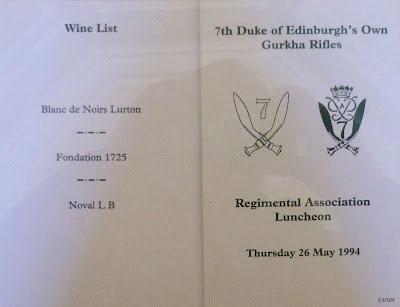 Wine List
Blanc de Noirs Lurton
Fondation 1725
Noval L B
7th Duke of Edinburgh's Own
Gurkha Rifles
7
7
Regimental Association
Luncheon
Thursday 26 May 1994
©HSM